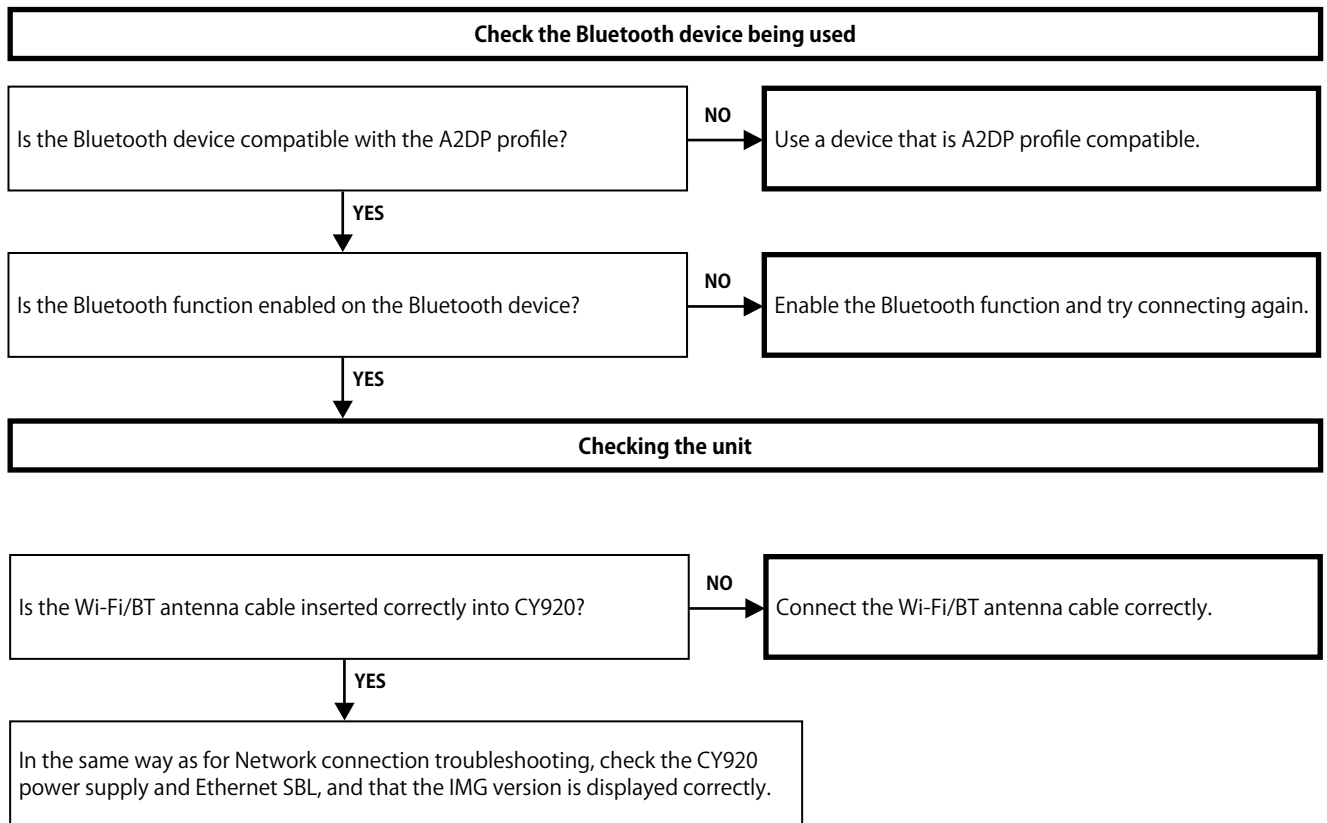 Check the Bluetooth device being used
Is the Bluetooth device compatible with the A2DP profile?
NO
Use a device that is A2DP profile compatible.
YES
Is the Bluetooth function enabled on the Bluetooth device?
NO
Enable the Bluetooth function and try connecting again.
YES
Checking the unit
Is the Wi-Fi/BT antenna cable inserted correctly into CY920?
NO
Connect the Wi-Fi/BT antenna cable correctly.
YES
In the same way as for Network connection troubleshooting, check the CY920
power supply and Ethernet SBL, and that the IMG version is displayed correctly.